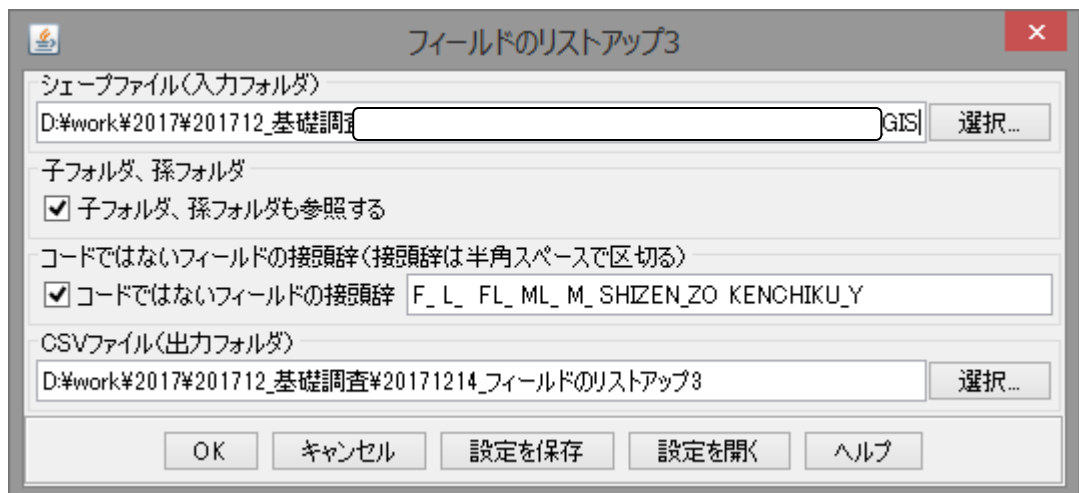 フィールドのリストアップ3
シェープファイル(入力フォルダ)
D:¥work¥2017¥201712_基礎調査 GIS 選択...
子フォルダ、孫フォルダ
子フォルダ、孫フォルダも参照する
コードではないフィールドの接頭辞(接頭辞は半角スペースで区切る)
コードではないフィールドの接頭辞 F_ L_ FL_ ML_ M_ SHIZEN_ZO KENCHIKU_Y
CSVファイル(出力フォルダ)
D:¥work¥2017¥201712_基礎調査¥20171214_フィールドのリストアップ3 選択...
OK キャンセル 設定を保存 設定を開く ヘルプ